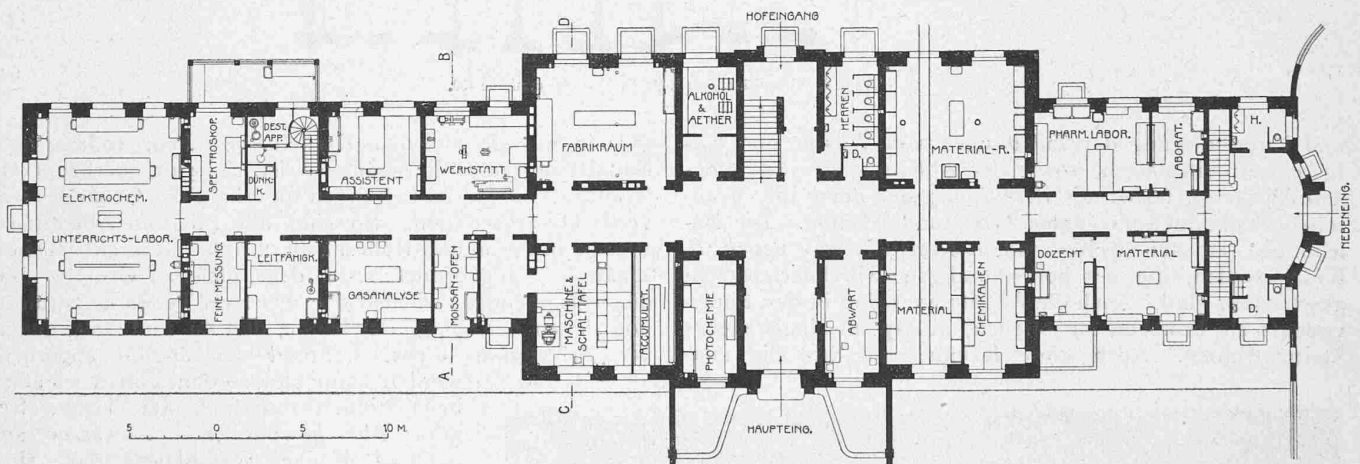 HOFEINGANG
D
B
ELEKTROCHEM.
UNTERRICHTS-LABOR.
SPEKTROSKOP.
DEST.
APP.
DUNK.
K.
ASSISTENT
WERKSTATT
FABRIKRAUM
ALKOHOL
&
AETHER
HERREN
D.
MATERIAL-R.
PHARM. LABOR.
LABORAT.
H.
NEBENEING.
FEINE MESSUNG.
LEITFÄHIGK.
GASANALYSE
MOISSAN-OFEN
MASCHINE &
SCHALTTAFEL
ACCUMULAT.
PHOTOCHEMIE
ABWART
MATERIAL
CHEMIKALIEN
DOZENT
MATERIAL
D.
A
C
5 0 5 10 M.
HAUPTEING.